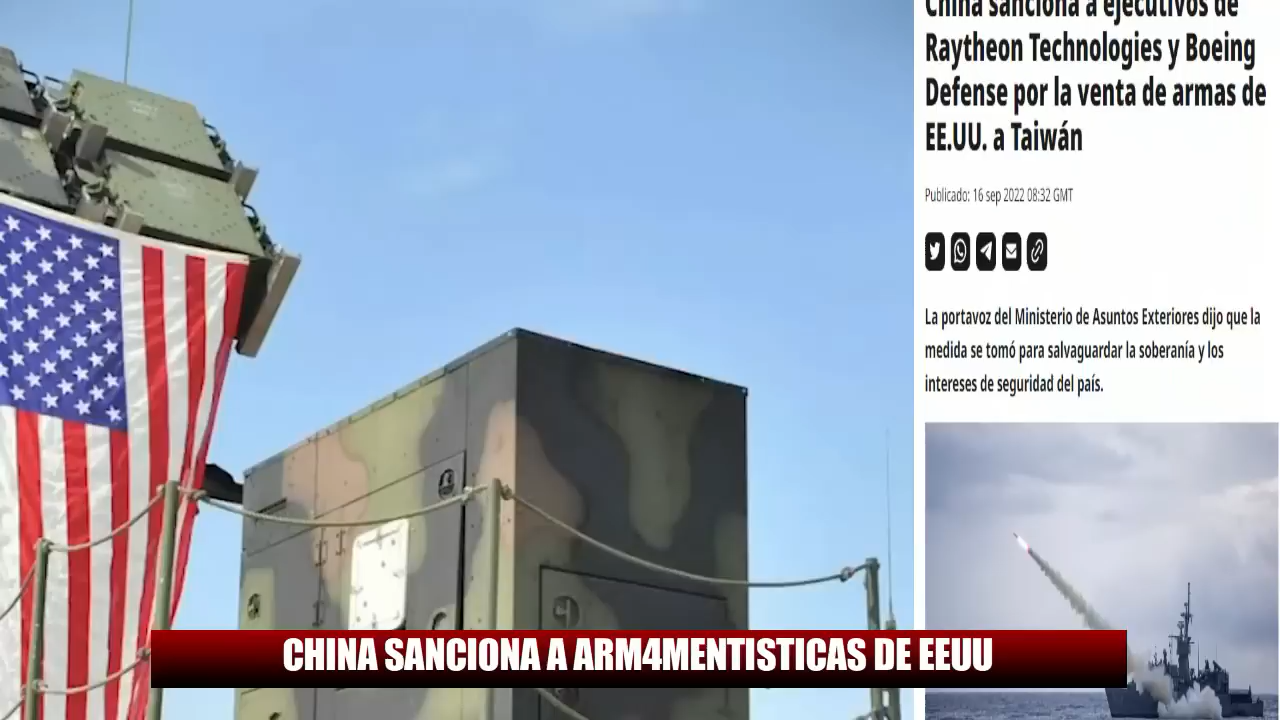 China sanciona a ejecutivos de
Raytheon Technologies y Boeing
Defense por la venta de armas de
EE.UU. a Taiwán
Publicado: 16 sep 2022 08:32 GMT
La portavoz del Ministerio de Asuntos Exteriores dijo que la
medida se tomó para salvaguardar la soberanía y los
intereses de seguridad del país.
CHINA SANCIONA A ARM4MENTISTICAS DE EEUU